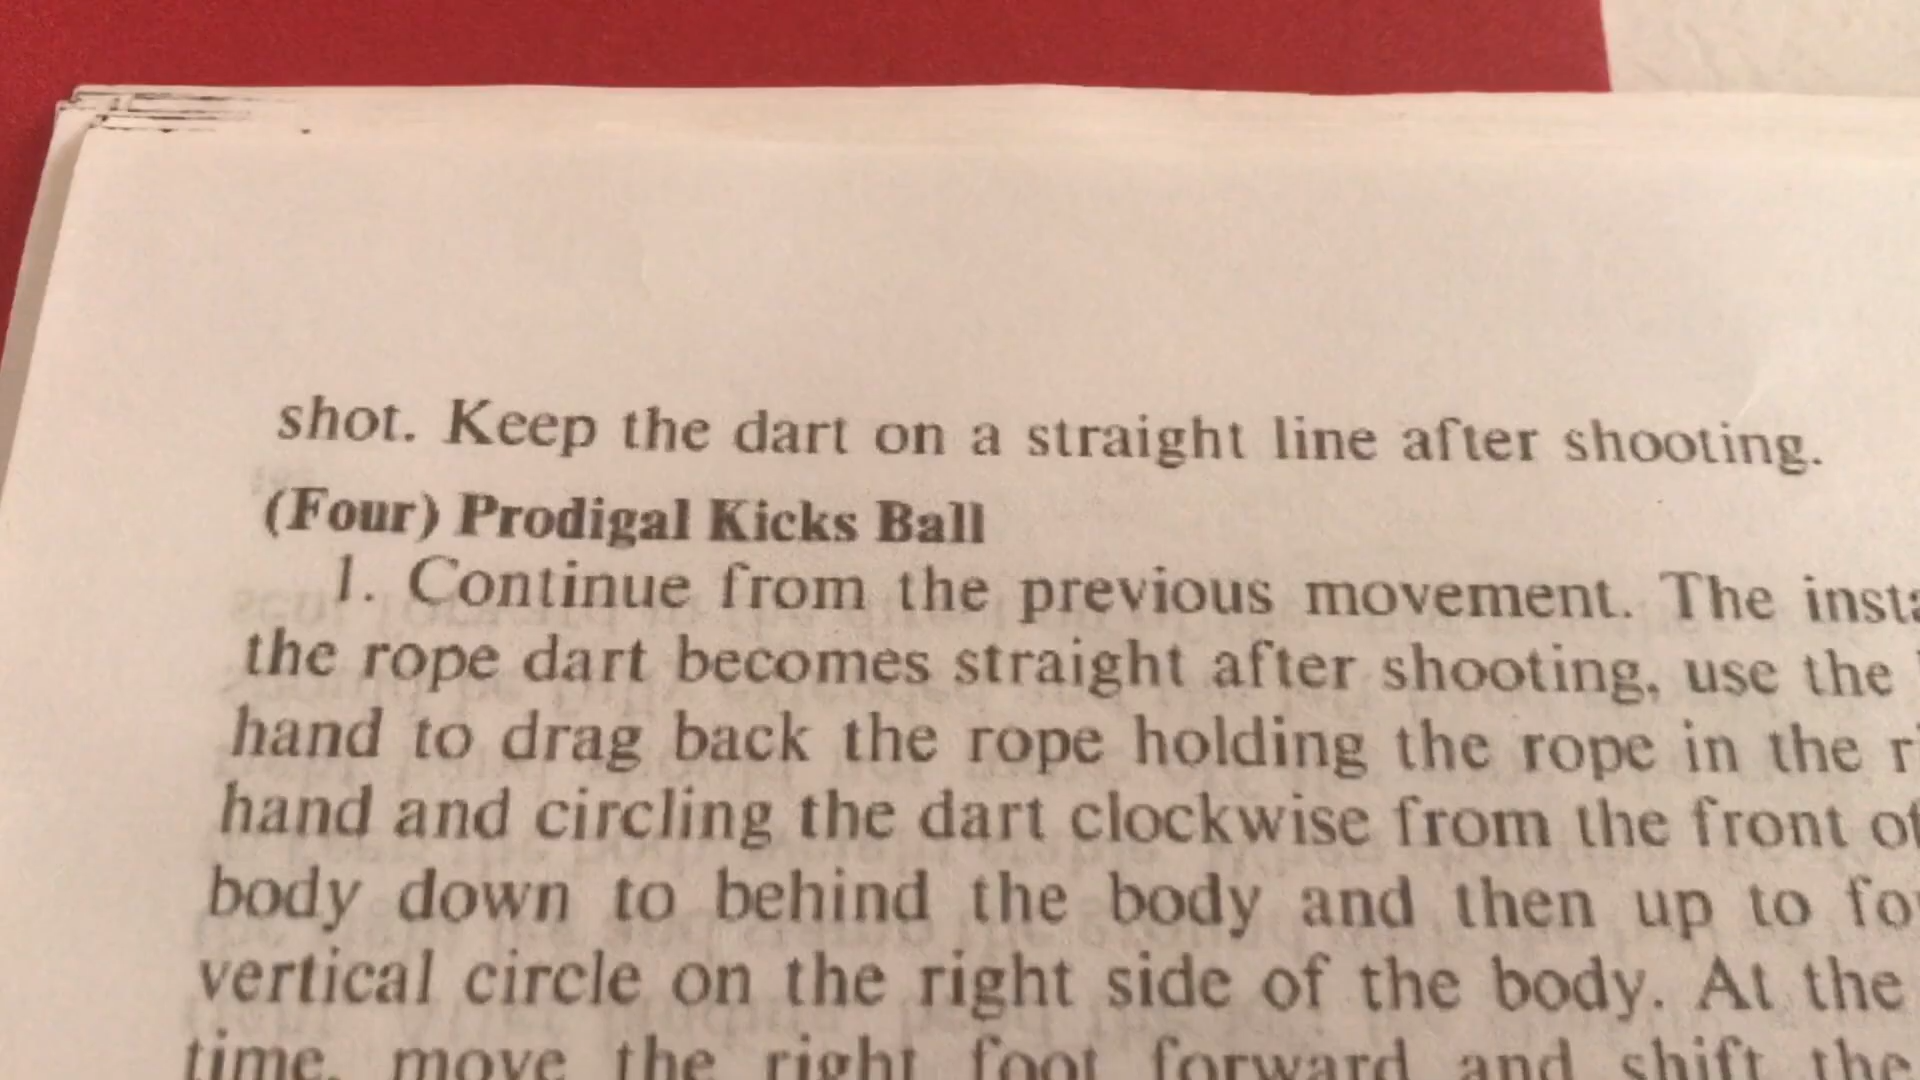 shot. Keep the dart on a straight line after shooting.
(Four) Prodigal Kicks Ball
1. Continue from the previous movement. The
the rope dart becomes straight after shooting, use the
hand to drag back the rope holding the rope in the
hand and circling the dart clockwise from the front of
body down to behind the body and then up to
vertical circle on the right side of the body. At the
time, move the right foot forward and shift the